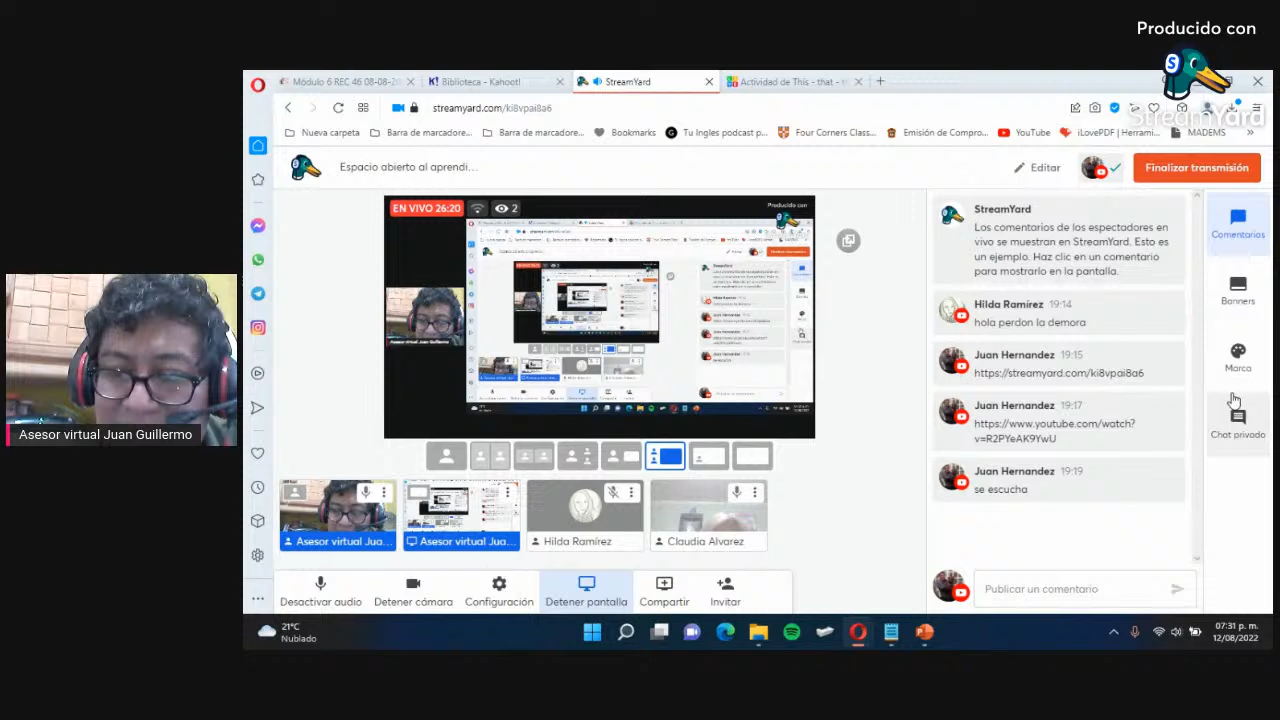 Producido con
StreamYard
Módulo 6 REC 46 08-08-20
Biblioteca - Kahoot!
StreamYard
Actividad de This - that - th
streamyard.com/ki8vpai8a6
Nueva carpeta
Barra de marcadore...
Barra de marcadore...
Bookmarks
Tu Ingles podcast p...
Four Corners Class...
Emisión de Compro...
YouTube
iLovePDF | Herrami...
MADEMS
Espacio abierto al aprendi...
Editar
Finalizar transmisión
EN VIVO 26:20
2
Producido con
Asesor virtual Juan Guillermo
StreamYard
Los comentarios de los espectadores en
vivo se muestran en StreamYard. Esto es
un ejemplo. Haz clic en un comentario
para mostrarlo en la pantalla.
Hilda Ramírez 19:14
hola perdon la demora
Juan Hernandez 19:15
https://streamyard.com/ki8vpai8a6
Juan Hernandez 19:17
https://www.youtube.com/watch?
v=R2PYeAK9YwU
Juan Hernandez 19:19
se escucha
Comentarios
Banners
Marca
Chat privado
Asesor virtual Juan Guillermo
Asesor virtual Jua...
Asesor virtual Jua...
Hilda Ramírez
Claudia Alvarez
Desactivar audio
Detener cámara
Configuración
Detener pantalla
Compartir
Invitar
Publicar un comentario
21°C
Nublado
07:31 p. m.
12/08/2022